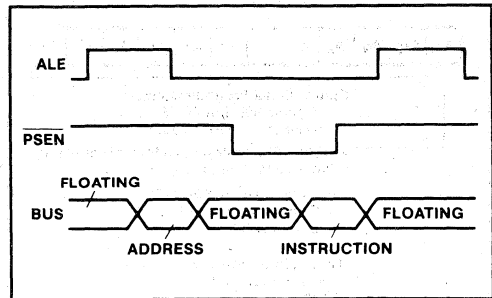 ALE
PSEN
FLOATING
BUS FLOATING FLOATING
ADDRESS INSTRUCTION